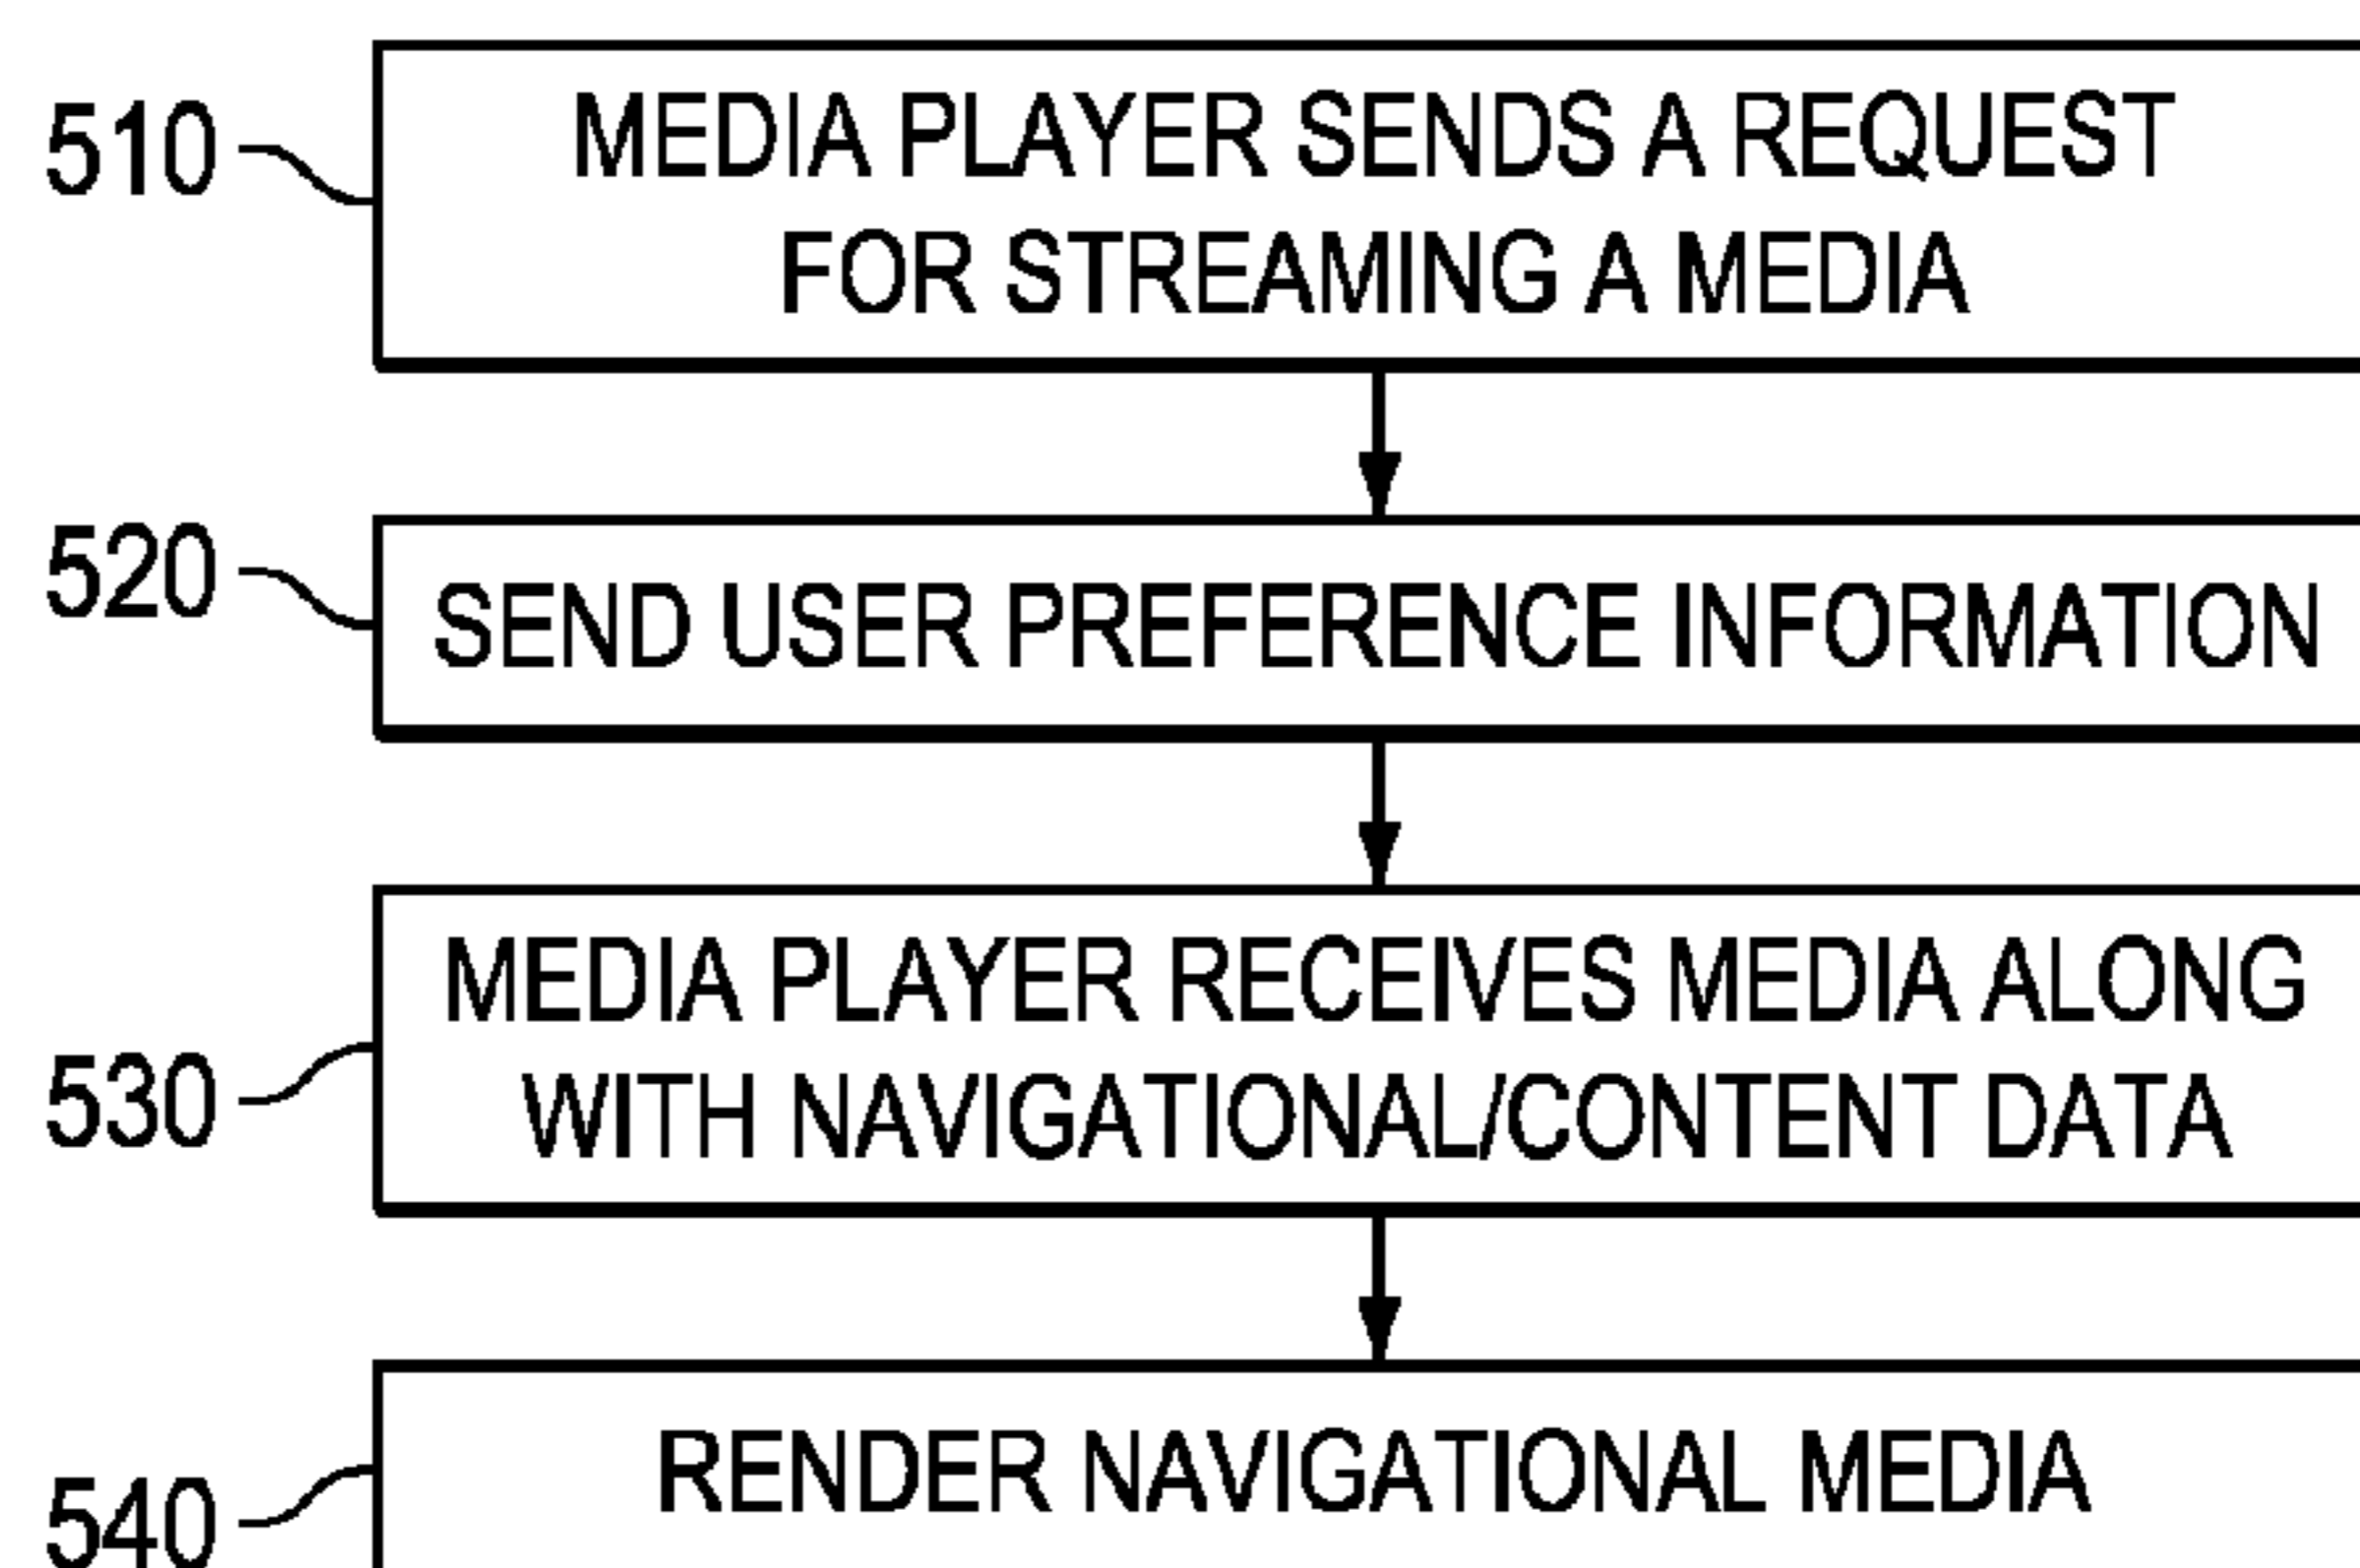 510
MEDIA PLAYER SENDS A REQUEST
FOR STREAMING A MEDIA
520
SEND USER PREFERENCE INFORMATION
530
MEDIA PLAYER RECEIVES MEDIA ALONG
WITH NAVIGATIONAL/CONTENT DATA
540
RENDER NAVIGATIONAL MEDIA